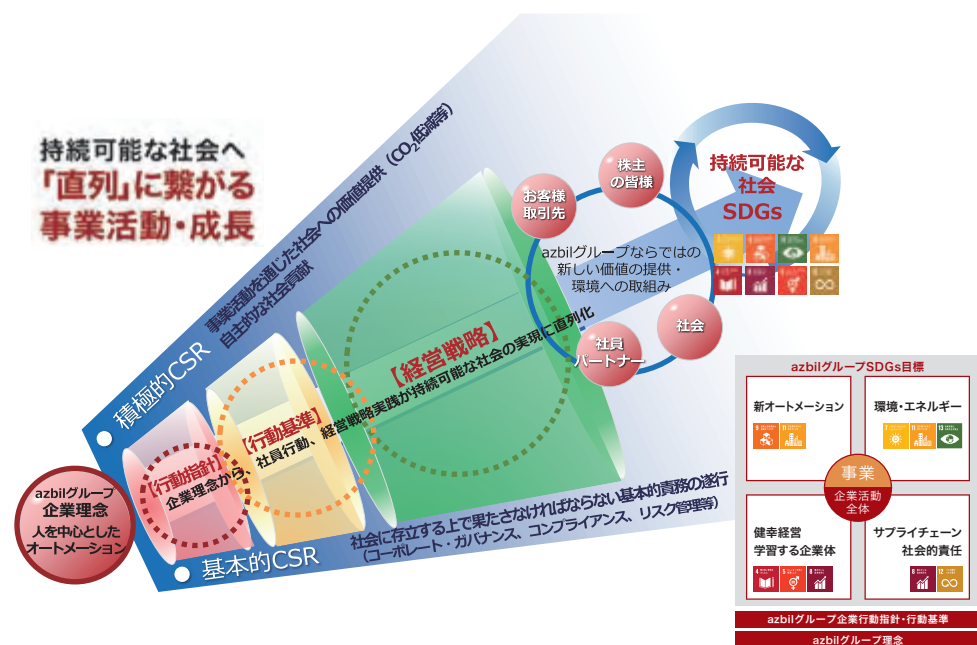 持続可能な社会へ
「直列」に繋がる
事業活動・成長
積極的CSR
事業活動を通じた社会への価値提供（CO2低減等）
自主的な社会貢献
azbilグループ
企業理念
人を中心とした
オートメーション
【行動指針】
【行動基準】
【経営戦略】
企業理念から、社員行動、経営戦略実践が持続可能な社会の実現に直列化
基本的CSR
社会に存立する上で果たさなければならない基本的責務の遂行
（コーポレート・ガバナンス、コンプライアンス、リスク管理等）
お客様
取引先
株主
の皆様
azbilグループならではの
新しい価値の提供・
環境への取組み
社会
社員
パートナー
持続可能な
社会
SDGs
azbilグループSDGs目標
新オートメーション
9
11
環境・エネルギー
7
11
13
事業
企業活動
全体
健幸経営
学習する企業体
4
5
8
サプライチェーン
社会的責任
8
12
azbilグループ企業行動指針・行動基準
azbilグループ理念